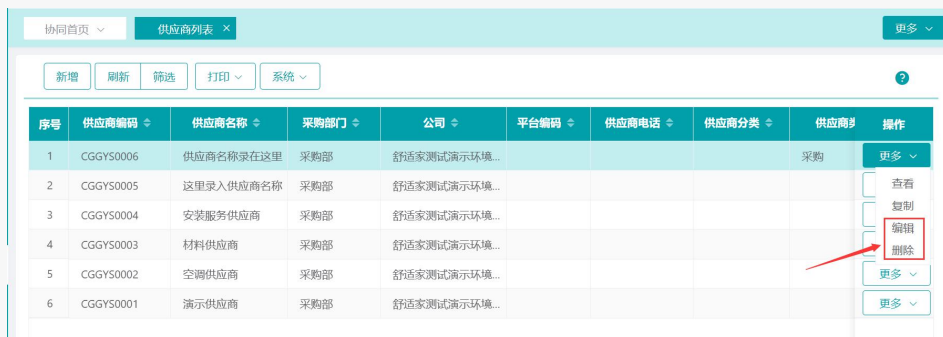 协同首页 供应商列表 × 更多
新增 刷新 筛选 打印 系统 ?
序号 供应商编码 供应商名称 采购部门 公司 平台编码 供应商电话 供应商分类 供应商类 操作
1 CGGYS0006 供应商名称录在这里 采购部 舒适家测试演示环境... 采购 更多
2 CGGYS0005 这里录入供应商名称 采购部 舒适家测试演示环境... 查看
复制
3 CGGYS0004 安装服务供应商 采购部 舒适家测试演示环境... 编辑
4 CGGYS0003 材料供应商 采购部 舒适家测试演示环境... 删除
5 CGGYS0002 空调供应商 采购部 舒适家测试演示环境... 更多
6 CGGYS0001 演示供应商 采购部 舒适家测试演示环境... 更多